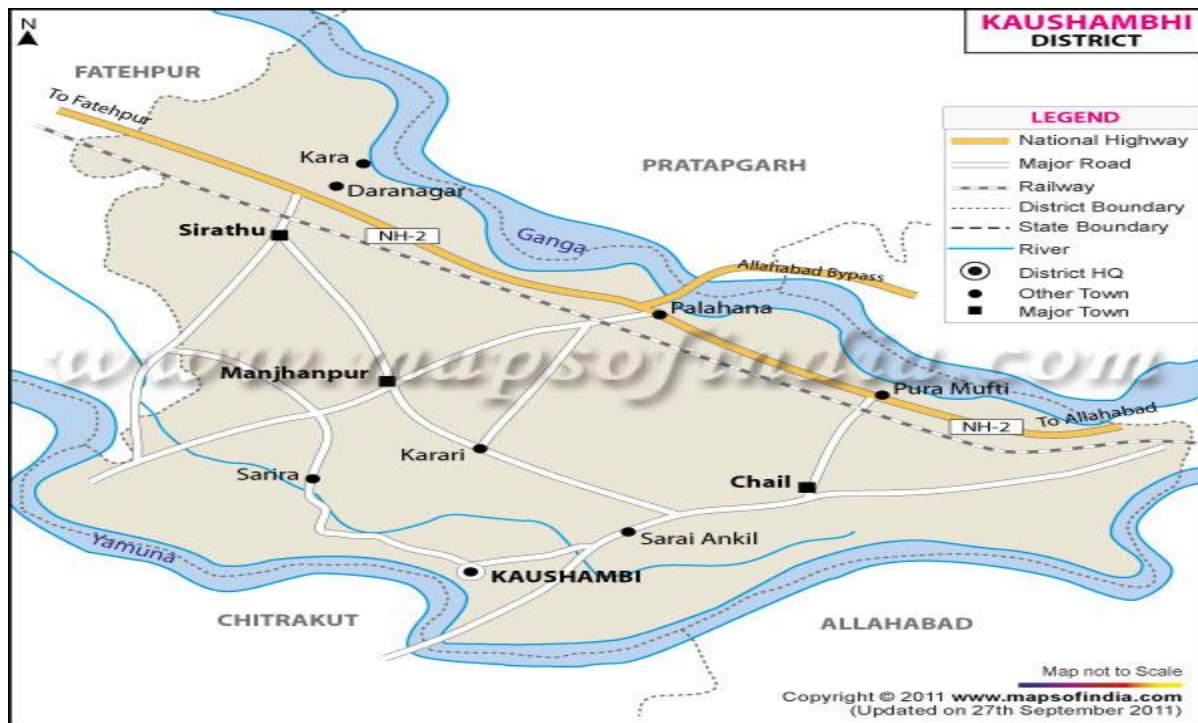 N
KAUSHAMBHI
DISTRICT
FATEHPUR
To Fatehpur
LEGEND
National Highway
Major Road
Railway
District Boundary
State Boundary
River
District HQ
Other Town
Major Town
Kara
Daranagar
PRATAPGARH
Sirathu
NH-2
Ganga
Allahabad Bypass
Palahana
www.mapsofindia.com
Manjhanpur
Pura Mufti
To Allahabad
NH-2
Karari
Sarira
Chail
Yamuna
Sarai Ankil
KAUSHAMBI
CHITRAKUT
ALLAHABAD
Map not to Scale
Copyright © 2011 www.mapsofindia.com
(Updated on 27th September 2011)